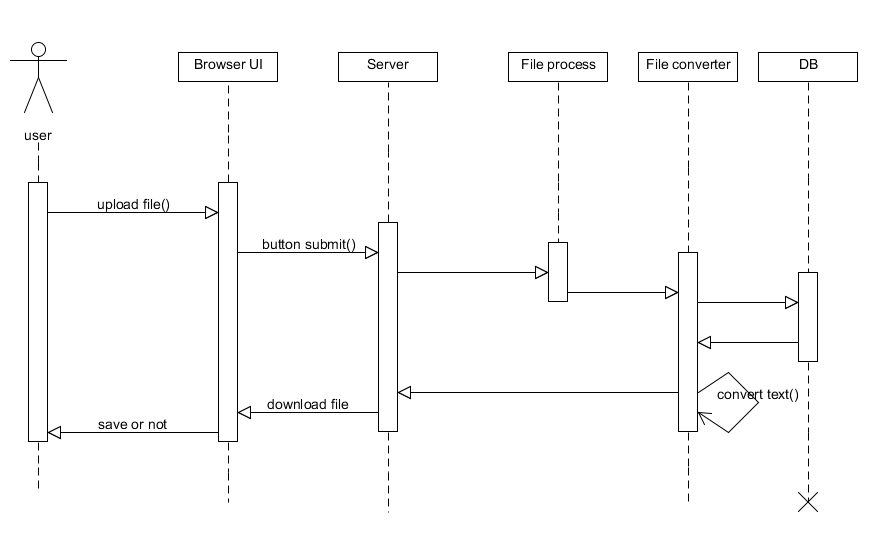 Browser UI
Server
File process
File converter
DB
user
upload file()
button submit()
convert text()
download file
save or not